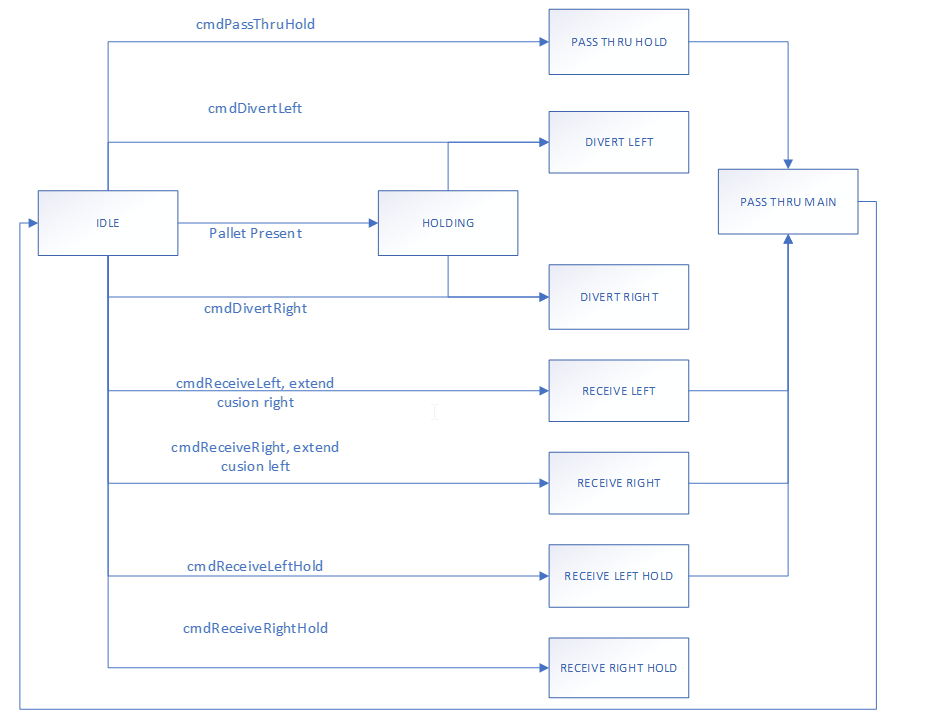 cmdPassThruHold
PASS THRU HOLD
cmdDivertLeft
DIVERT LEFT
PASS THRU MAIN
IDLE
HOLDING
Pallet Present
DIVERT RIGHT
cmdDivertRight
cmdReceiveLeft, extend
cusion right
RECEIVE LEFT
cmdReceiveRight, extend
cusion left
RECEIVE RIGHT
cmdReceiveLeftHold
RECEIVE LEFT HOLD
cmdReceiveRightHold
RECEIVE RIGHT HOLD